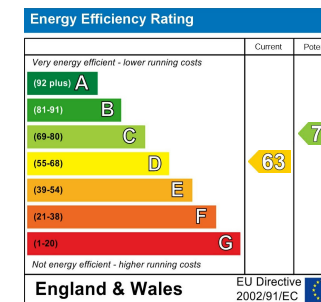 Energy Efficiency Rating
Current
Very energy efficient - lower running costs
(92 plus) A
(81-91) B
(69-80) C
(55-68) D
63
(39-54) E
(21-38) F
(1-20) G
Not energy efficient - higher running costs
England & Wales
EU Directive
2002/91/EC